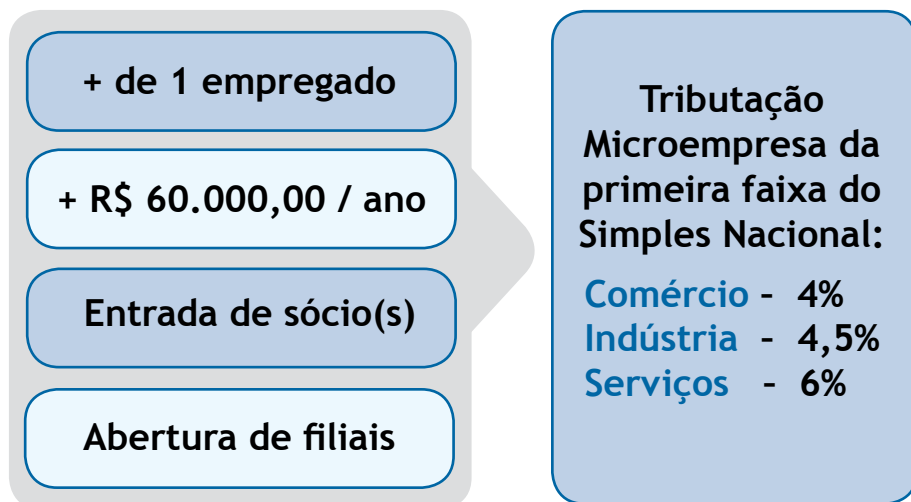 + de 1 empregado
+ R$ 60.000,00 / ano
Entrada de sócio(s)
Abertura de filiais
Tributação
Microempresa da
primeira faixa do
Simples Nacional:
Comércio – 4%
Indústria – 4,5%
Serviços – 6%